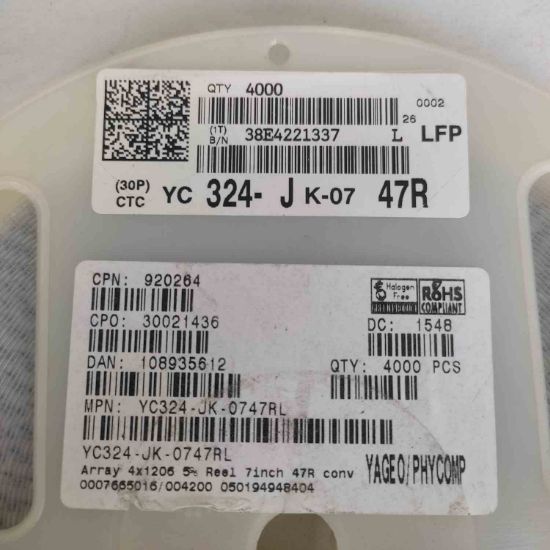 QTY 4000
0002
26
(1T)
B/N 38E4221337 L LFP
(30P)
CTC YC 324- J K-07 47R
CPN: 920264
Halogen
Free
RoHS
COMPLIANT
CPO: 30021436
DC: 1548
DAN: 108935612
QTY: 4000 PCS
MPN: YC324-JK-0747RL
YC324-JK-0747RL
Array 4x1206 5% Reel 7inch 47R conv
YAGEO/PHYCOMP
0007665016/004200 050194948404